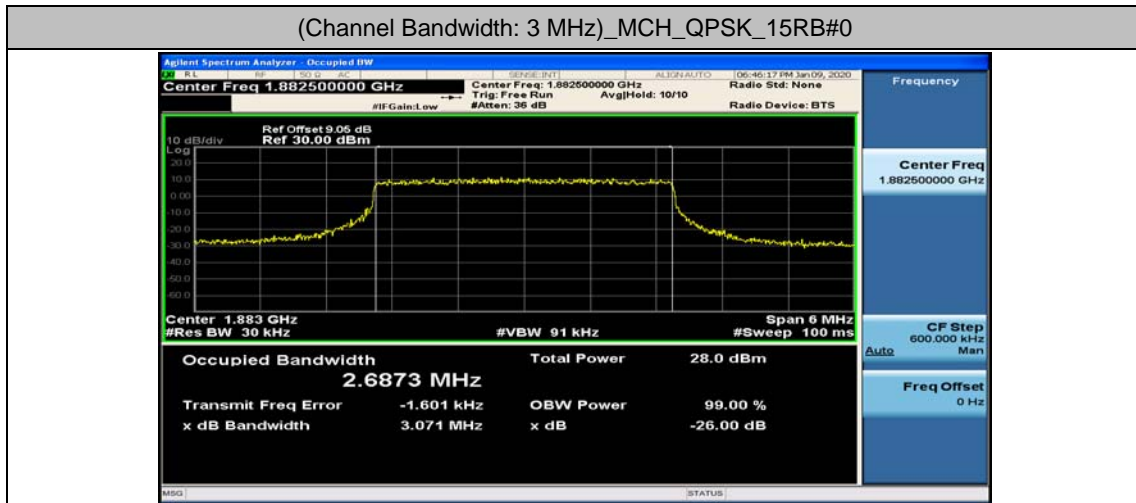 (Channel Bandwidth: 3 MHz)_MCH_QPSK_15RB#0
Agilent Spectrum Analyzer - Occupied BW
RL RF 50 Ω AC SENSE:INT ALIGN AUTO 06:46:17 PM Jan 09, 2020
Center Freq 1.882500000 GHz
Center Freq: 1.882500000 GHz
Radio Std: None
Trig: Free Run Avg|Hold: 10/10
#IFGain:Low
#Atten: 36 dB
Radio Device: BTS
Ref Offset 9.05 dB
10 dB/div Ref 30.00 dBm
Log
20.0
10.0
0.00
-10.0
-20.0
-30.0
-40.0
-50.0
-60.0
Center 1.883 GHz
Span 6 MHz
#Res BW 30 kHz
#VBW 91 kHz
#Sweep 100 ms
Occupied Bandwidth
Total Power 28.0 dBm
2.6873 MHz
Transmit Freq Error -1.601 kHz OBW Power 99.00 %
x dB Bandwidth 3.071 MHz x dB -26.00 dB
MSG
STATUS
Frequency
Center Freq
1.882500000 GHz
CF Step
600.000 kHz
Auto Man
Freq Offset
0 Hz